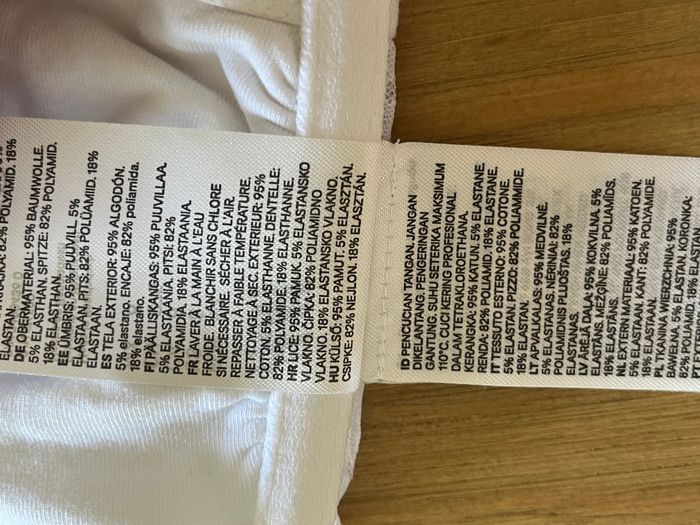 ELASTAN.
DE OBERMATERIAL: 95% BAUMWOLLE.
5% ELASTHAN, SPITZE: 82% POLYAMID.
18% ELASTHAN.
EE ÜMBRIS: 95% PUUVILL. 5%
ELASTAAN, PITS: 82% POLÜAMIID, 18%
ELASTAAN.
ES TELA EXTERIOR: 95% ALGODÓN.
5% elastano. ENCAJE: 82% poliamida.
18% elastano.
FI PÄÄLLISKANGAS: 95% PUUVILLAA.
5% ELASTAANIA, PITSI: 82%
POLYAMIDIA, 18% ELASTAANIA.
FR LAVER À LA MAIN À L'EAU
FROIDE. BLANCHIR SANS CHLORE
SI NÉCESSAIRE. SÉCHER À L'AIR.
REPASSER À FAIBLE TEMPÉRATURE.
NETTOYAGE À SEC. EXTERIEUR: 95%
COTON. 5% ELASTHANNE. DENTELLE:
82% POLYAMIDE. 18% ELASTHANNE.
HR LICE: 95% PAMUK. 5% ELASTANSKO
VLAKNO. ČIPKA: 82% POLIAMIDNO
VLAKNO. 18% ELASTANSKO VLAKNO.
HU KÜLSŐ: 95% PAMUT. 5% ELASZTÁN.
CSIPKE: 82% NEJLON. 18% ELASZTÁN.
ID PENCUCIAN TANGAN JANGAN
DIKELANTANG. PENGERINGAN
GANTUNG. SUHU SETRIKA MAKSIMUM
110°C. CUCI KERING PROFESIONAL
DALAM TETRAKLOROETHANYL.
KERANGKA: 95% KATUN. 5% ELASTANE.
RENDA: 82% POLIAMID. 18% ELASTANE.
IT TESSUTO ESTERNO: 95% COTONE.
5% ELASTAN. PIZZO: 82% POLIAMMIDE.
18% ELASTAN.
LT APVALKALAS: 95% MEDVILNĖ.
5% ELASTANAS. NĖRINIAI: 82%
POLIAMIDINIS PLUOŠTAS. 18%
ELASTANAS.
LV ĀRĒJĀ DAĻA: 95% KOKVILNA. 5%
ELASTĀNS. MEŽĢĪNE: 82% POLIAMĪDS.
18% ELASTĀNS.
NL EXTERN MATERIAAL: 95% KATOEN.
5% ELASTAAN. KANT: 82% POLYAMIDE.
18% ELASTAAN.
PL TKANINA WIERZCHNIA: 95%
BAWEŁNA. 5% ELASTAN. KORONKA:
82% POLIAMID. 18% ELASTAN.